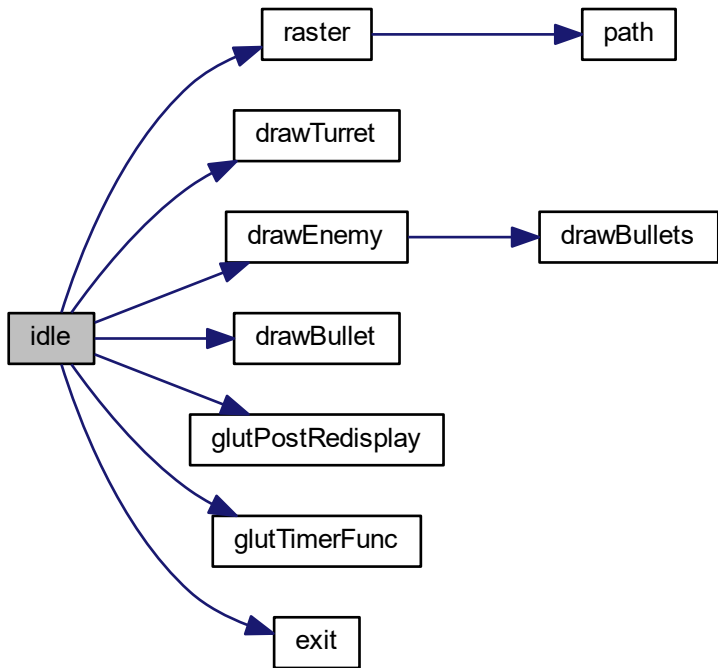 raster
path
drawTurret
drawEnemy
drawBullets
idle
drawBullet
glutPostRedisplay
glutTimerFunc
exit